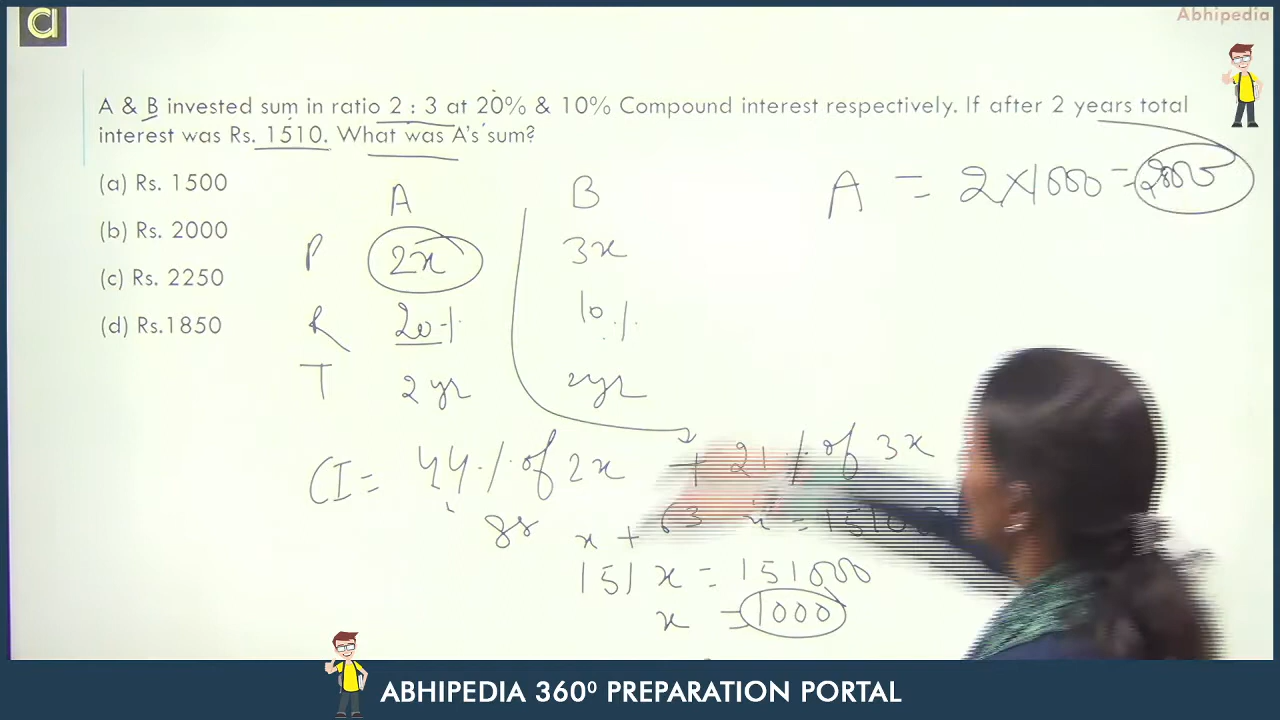 a
Abhipedia
A & B invested sum in ratio 2 : 3 at 20% & 10% Compound interest respectively. If after 2 years total
interest was Rs. 1510. What was A's sum?
(a) Rs. 1500
(b) Rs. 2000
(c) Rs. 2250
(d) Rs.1850
A B
A = 2×1000 = 2000
P 2x 3x
R 20% 10%
T 2 yr 2yr
CI = 44% of 2x + 21% of 3x
88 x + 63 x = 151000
151 x = 151000
x = 1000
ABHIPEDIA 360⁰ PREPARATION PORTAL